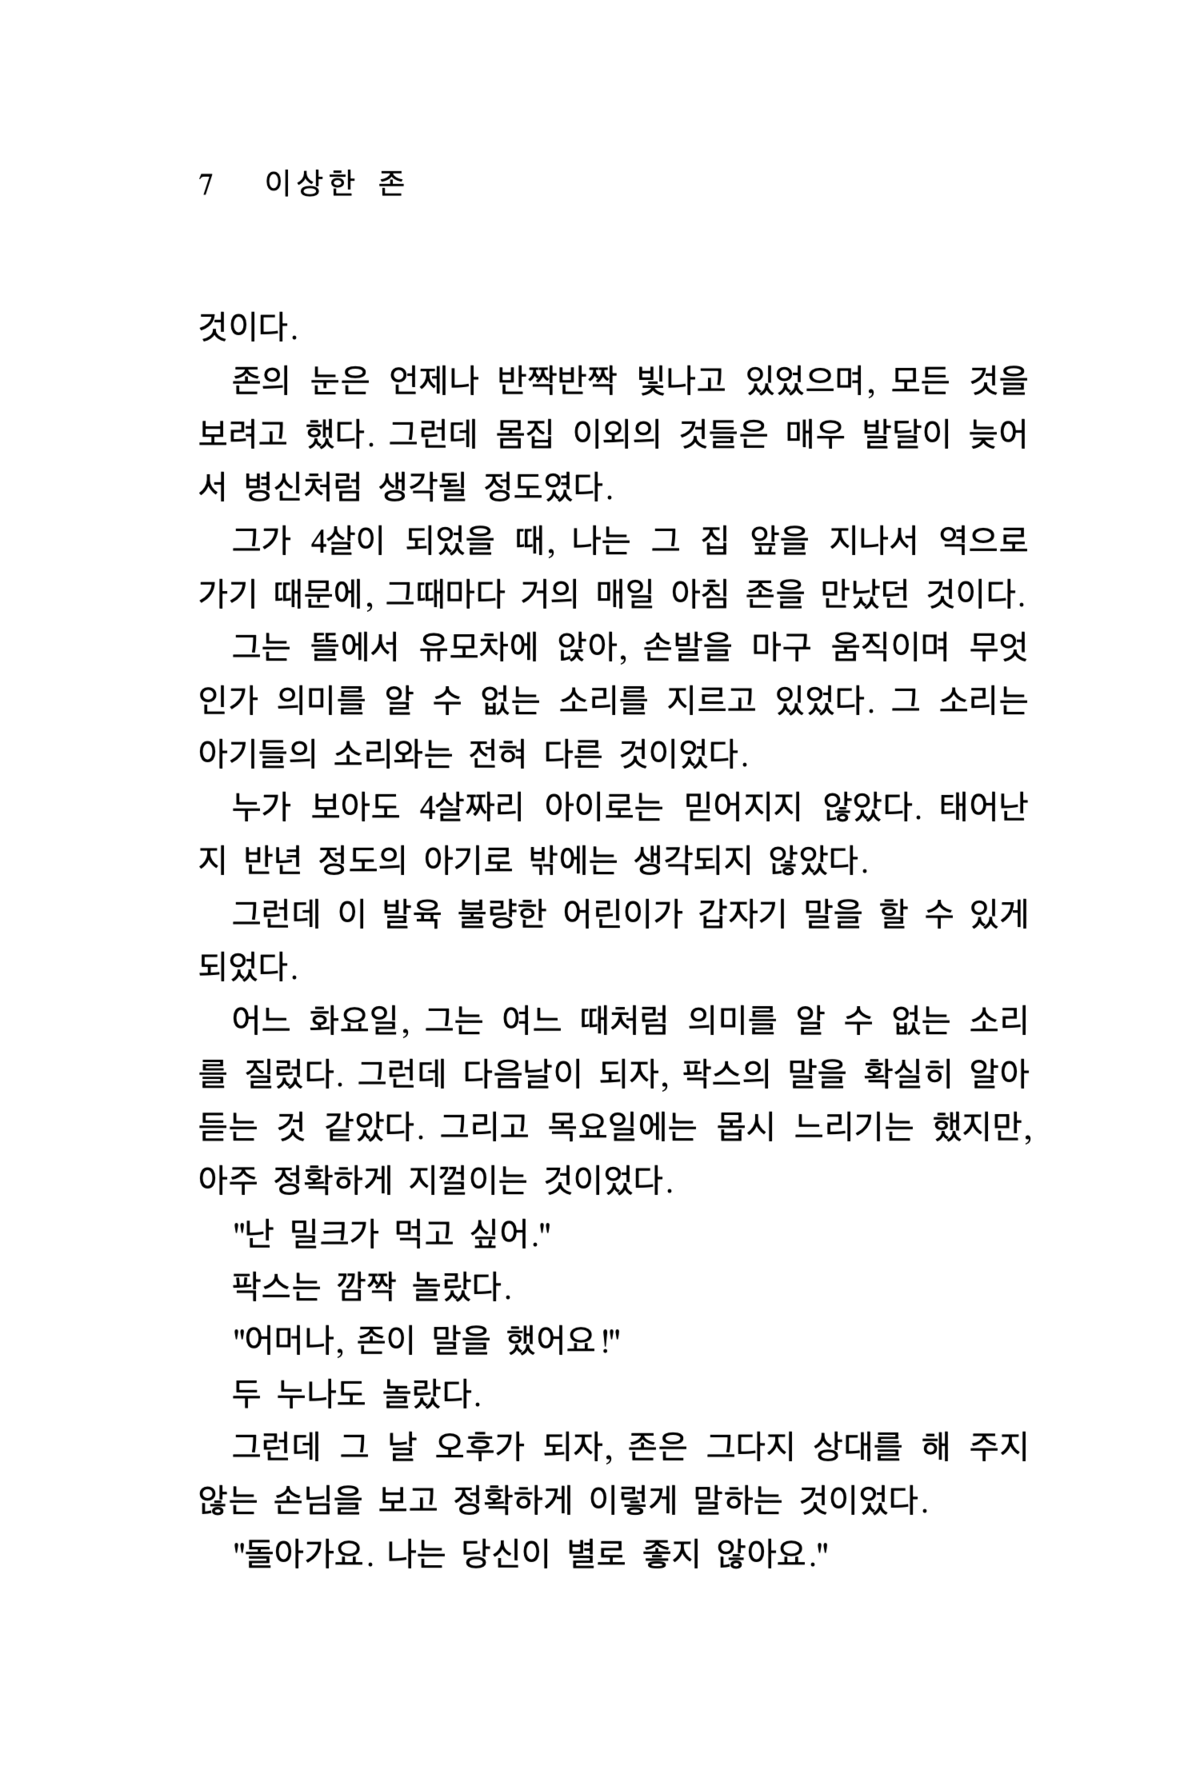 7 이상한 존
것이다.
존의 눈은 언제나 반짝반짝 빛나고 있었으며, 모든 것을
보려고 했다. 그런데 몸집 이외의 것들은 매우 발달이 늦어
서 병신처럼 생각될 정도였다.
그가 4살이 되었을 때, 나는 그 집 앞을 지나서 역으로
가기 때문에, 그때마다 거의 매일 아침 존을 만났던 것이다.
그는 뜰에서 유모차에 앉아, 손발을 마구 움직이며 무엇
인가 의미를 알 수 없는 소리를 지르고 있었다. 그 소리는
아기들의 소리와는 전혀 다른 것이었다.
누가 보아도 4살짜리 아이로는 믿어지지 않았다. 태어난
지 반년 정도의 아기로 밖에는 생각되지 않았다.
그런데 이 발육 불량한 어린이가 갑자기 말을 할 수 있게
되었다.
어느 화요일, 그는 여느 때처럼 의미를 알 수 없는 소리
를 질렀다. 그런데 다음날이 되자, 팍스의 말을 확실히 알아
듣는 것 같았다. 그리고 목요일에는 몹시 느리기는 했지만,
아주 정확하게 지껄이는 것이었다.
"난 밀크가 먹고 싶어."
팍스는 깜짝 놀랐다.
"어머나, 존이 말을 했어요!"
두 누나도 놀랐다.
그런데 그 날 오후가 되자, 존은 그다지 상대를 해 주지
않는 손님을 보고 정확하게 이렇게 말하는 것이었다.
"돌아가요. 나는 당신이 별로 좋지 않아요."